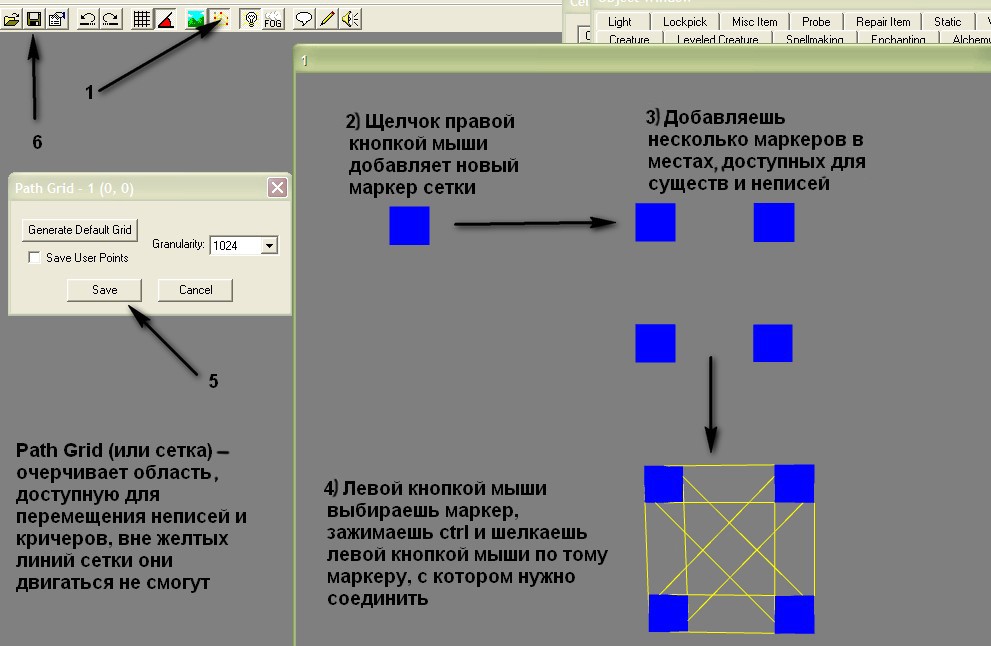 Object Window
Light Lockpick Misc Item Probe Repair Item Static
Creature Leveled Creature Spellmaking Enchanting Alchemy
FOG
1
1
6
2) Щелчок правой
кнопкой мыши
добавляет новый
маркер сетки
3) Добавляешь
несколько маркеров в
местах, доступных для
существ и неписей
Path Grid - 1 (0, 0)
Generate Default Grid
Granularity: 1024
Save User Points
Save Cancel
5
Path Grid (или сетка) –
очерчивает область,
доступную для
перемещения неписей и
кричеров, вне желтых
линий сетки они
двигаться не смогут
4) Левой кнопкой мыши
выбираешь маркер,
зажимаешь ctrl и шелкаешь
левой кнопкой мыши по тому
маркеру, с котором нужно
соединить